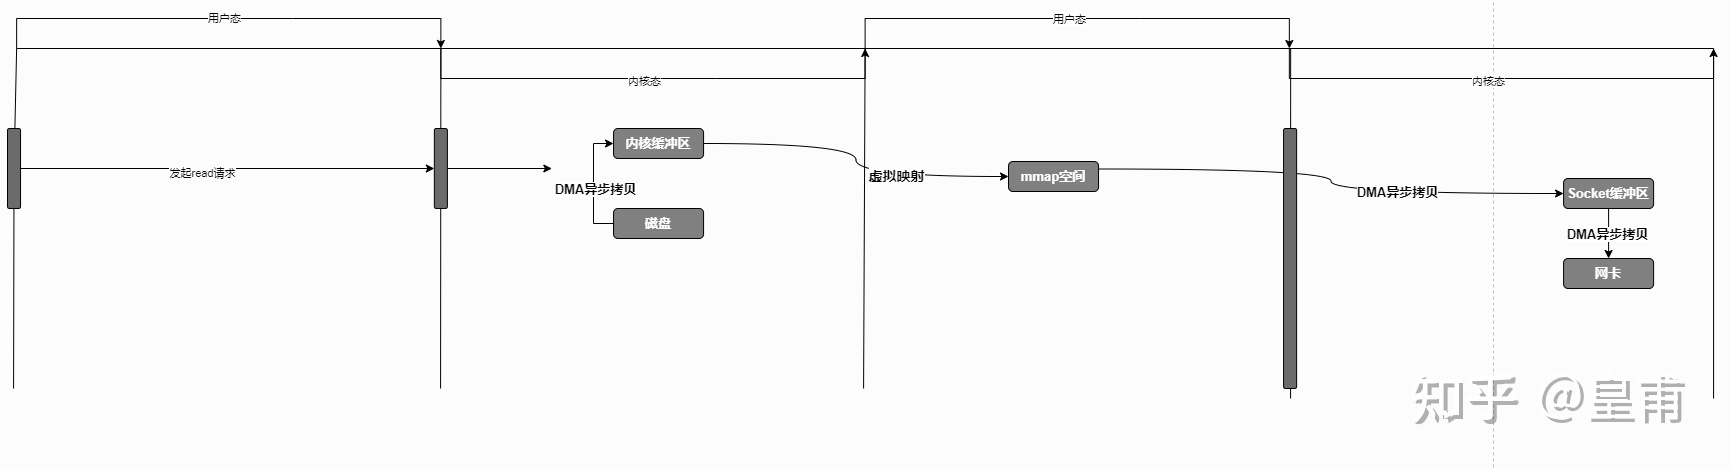 用户态
用户态
内核态
内核态
内核缓冲区
发起read请求
虚拟映射
mmap空间
DMA异步拷贝
DMA异步拷贝
Socket缓冲区
磁盘
DMA异步拷贝
网卡
知乎 @皇甫